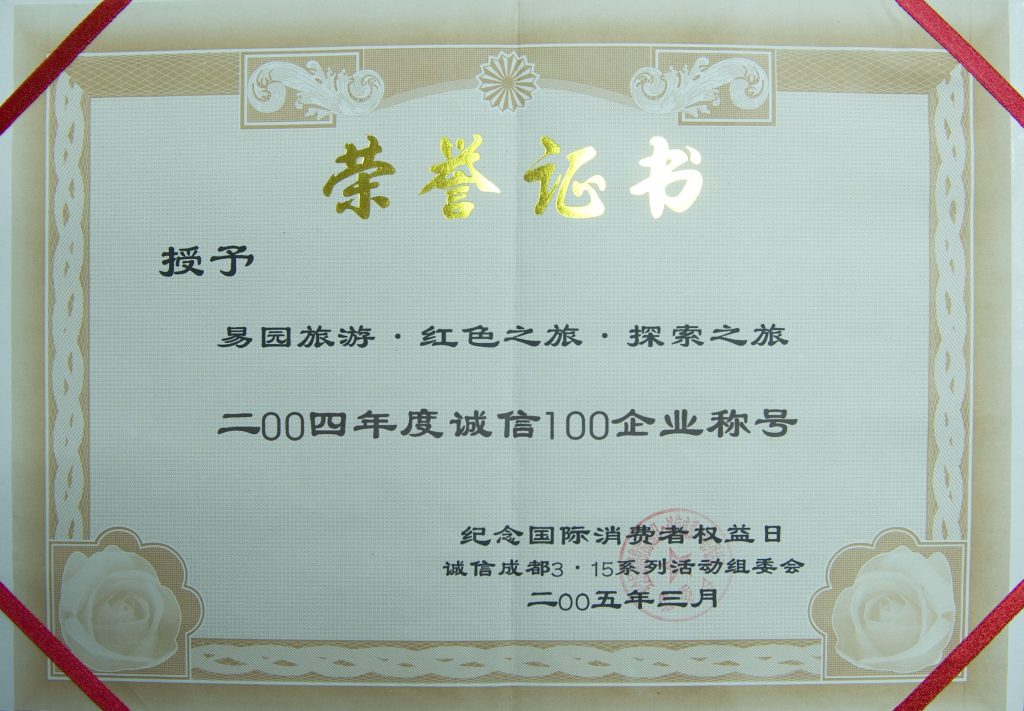 荣誉证书
授予
易园旅游·红色之旅·探索之旅
二00四年度诚信100企业称号
纪念国际消费者权益日
诚信成都3·15系列活动组委会
二00五年三月